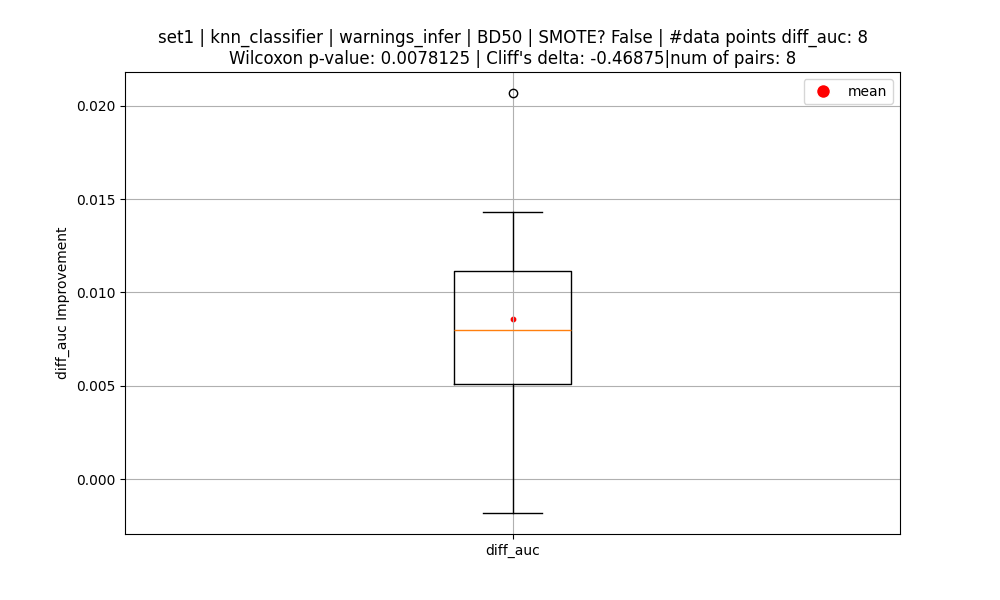 set1 | knn_classifier | warnings_infer | BD50 | SMOTE? False | #data points diff_auc: 8
Wilcoxon p-value: 0.0078125 | Cliff's delta: -0.46875|num of pairs: 8
mean
0.020
0.015
0.010
0.005
0.000
diff_auc Improvement
diff_auc